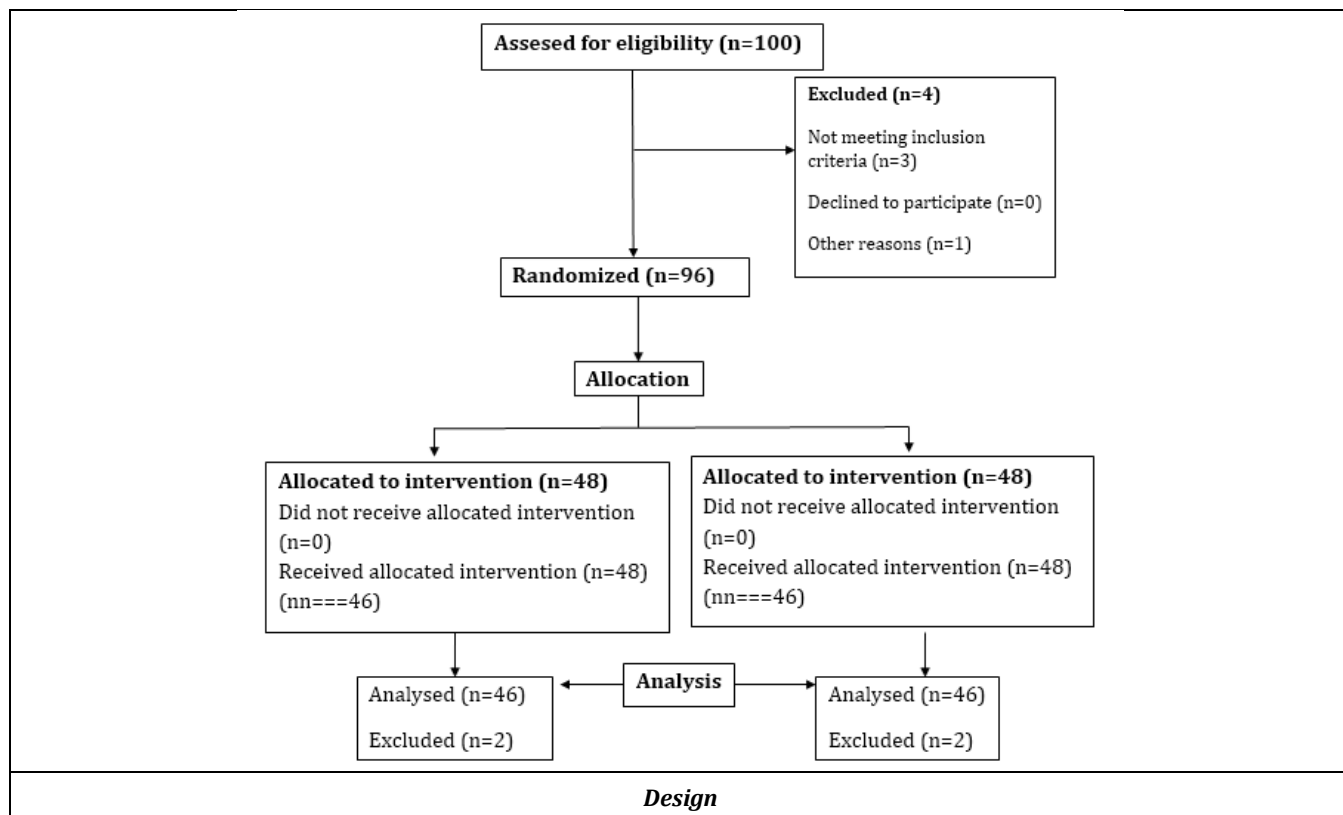 Assesed for eligibility (n=100)
Excluded (n=4)
Not meeting inclusion
criteria (n=3)
Declined to participate (n=0)
Other reasons (n=1)
Randomized (n=96)
Allocation
Allocated to intervention (n=48)
Did not receive allocated intervention
(n=0)
Received allocated intervention (n=48)
(nn===46)
Allocated to intervention (n=48)
Did not receive allocated intervention
(n=0)
Received allocated intervention (n=48)
(nn===46)
Analysis
Analysed (n=46)
Excluded (n=2)
Analysed (n=46)
Excluded (n=2)
Design